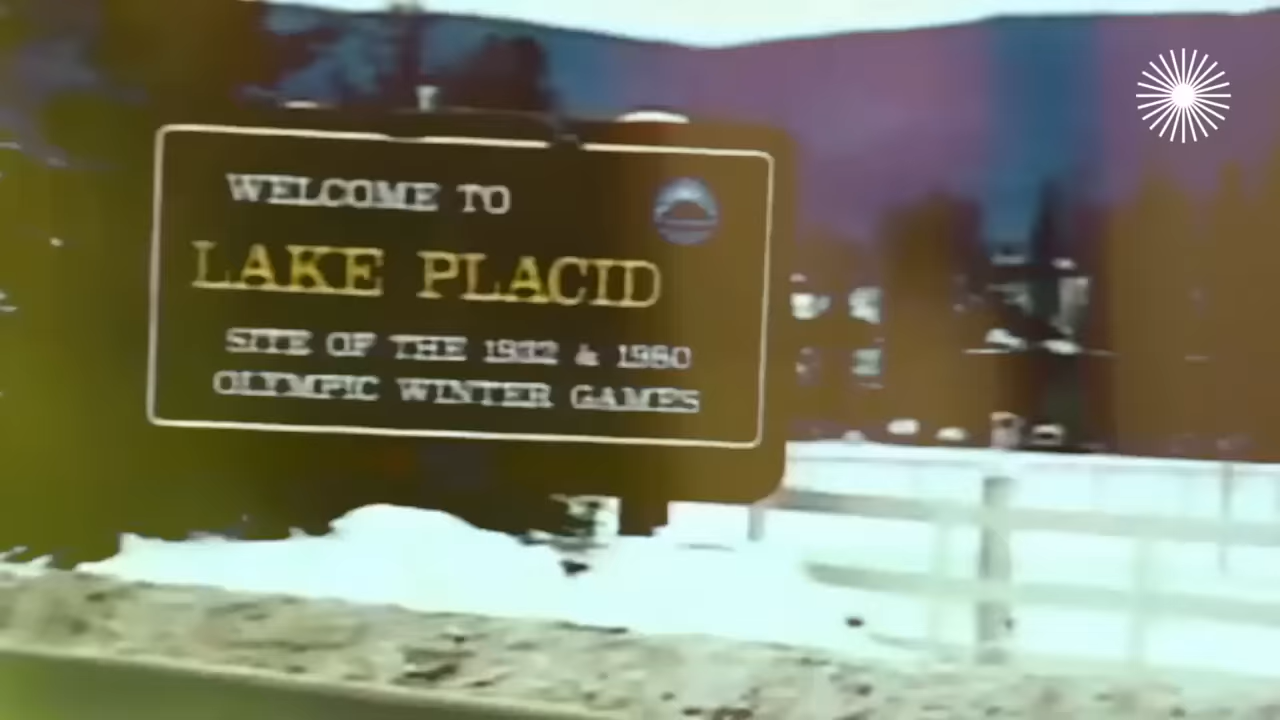 WELCOME TO
LAKE PLACID
SITE OF THE 1932 & 1980
OLYMPIC WINTER GAMES